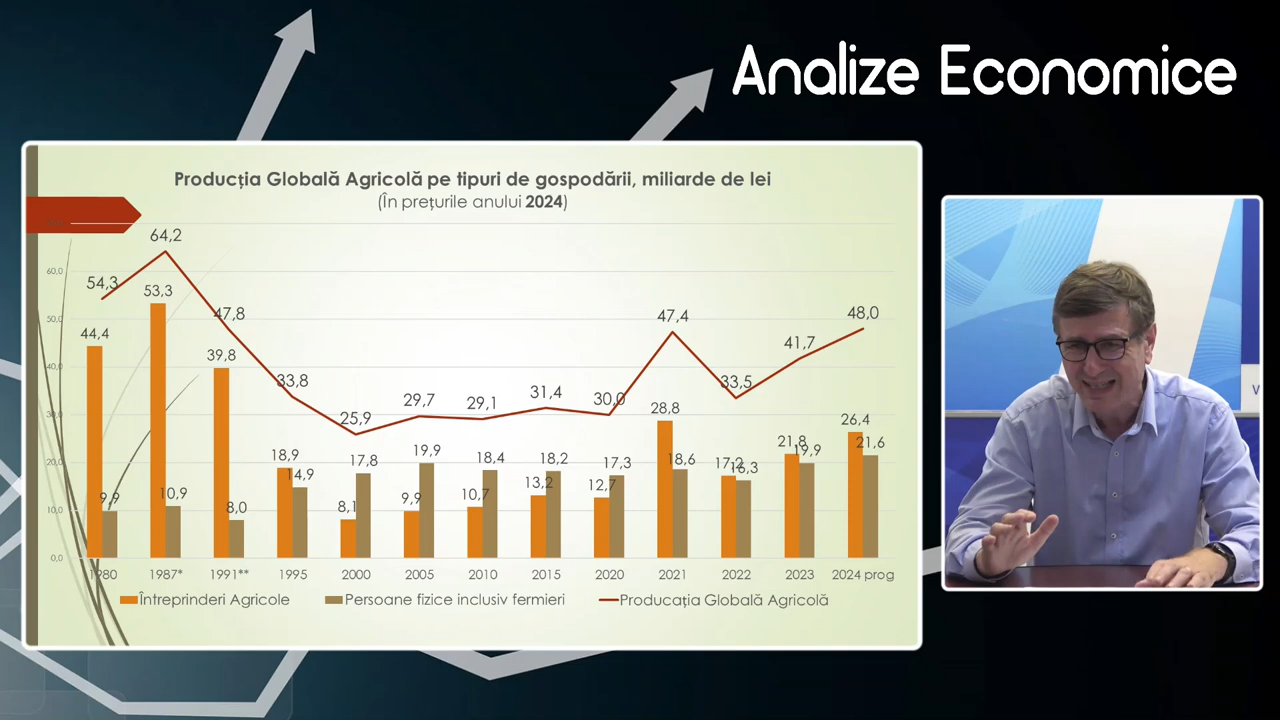 Analize Economice
Producția Globală Agricolă pe tipuri de gospodării, miliarde de lei
(În prețurile anului 2024)
60,0
50,0
40,0
30,0
20,0
10,0
0,0
54,3 64,2 47,8 33,8 25,9 29,7 29,1 31,4 30,0 47,4 33,5 41,7 48,0
44,4 53,3 39,8 18,9 8,1 9,9 10,7 13,2 12,7 28,8 17,2 21,8 26,4
9,9 10,9 8,0 14,9 17,8 19,9 18,4 18,2 17,3 18,6 16,3 19,9 21,6
1980 1987* 1991** 1995 2000 2005 2010 2015 2020 2021 2022 2023 2024 prog
Întreprinderi Agricole Persoane fizice inclusiv fermieri Producația Globală Agricolă